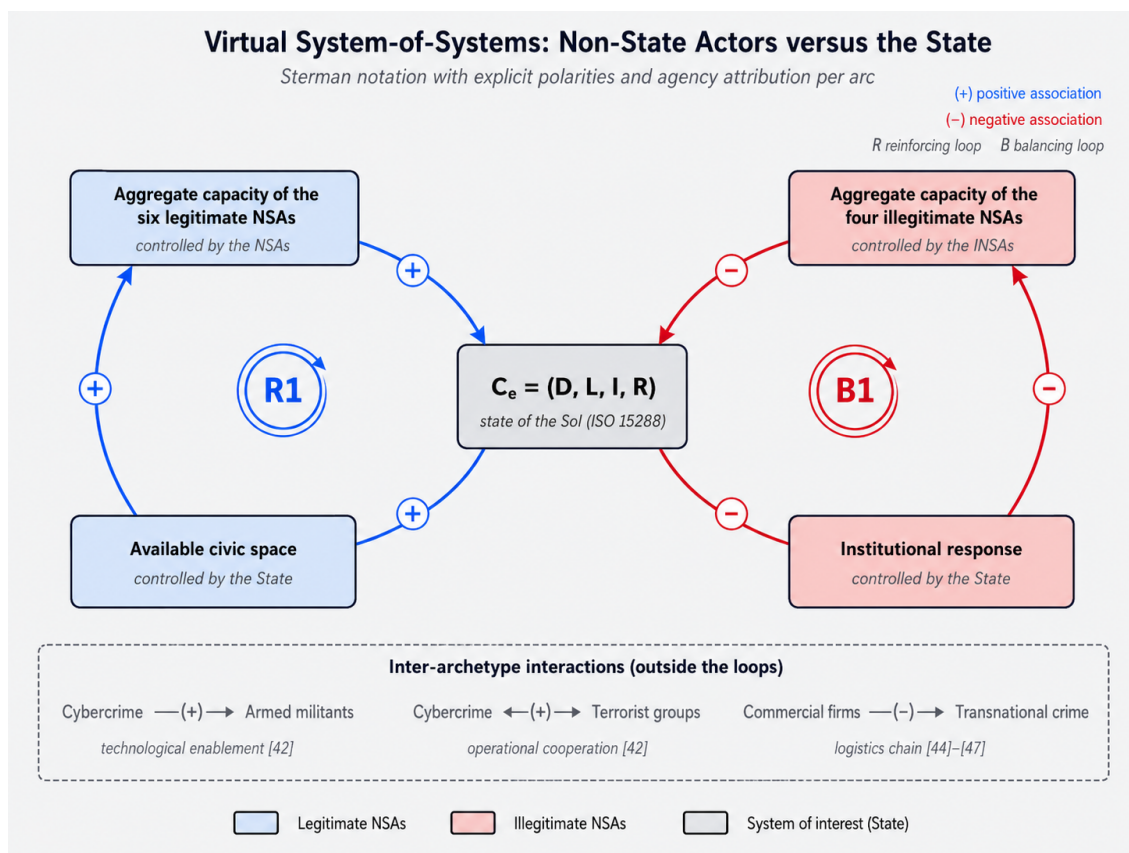 Virtual System-of-Systems: Non-State Actors versus the State
Sterman notation with explicit polarities and agency attribution per arc
(+) positive association
(−) negative association
R reinforcing loop B balancing loop
Aggregate capacity of the
six legitimate NSAs
controlled by the NSAs
Aggregate capacity of the
four illegitimate NSAs
controlled by the INSAs
+
−
+
R1
Ce = (D, L, I, R)
state of the SoI (ISO 15288)
B1
−
+
−
Available civic space
controlled by the State
Institutional response
controlled by the State
Inter-archetype interactions (outside the loops)
Cybercrime —(+)→ Armed militants
technological enablement [42]
Cybercrime ←(+)→ Terrorist groups
operational cooperation [42]
Commercial firms —(−)→ Transnational crime
logistics chain [44]–[47]
Legitimate NSAs
Illegitimate NSAs
System of interest (State)